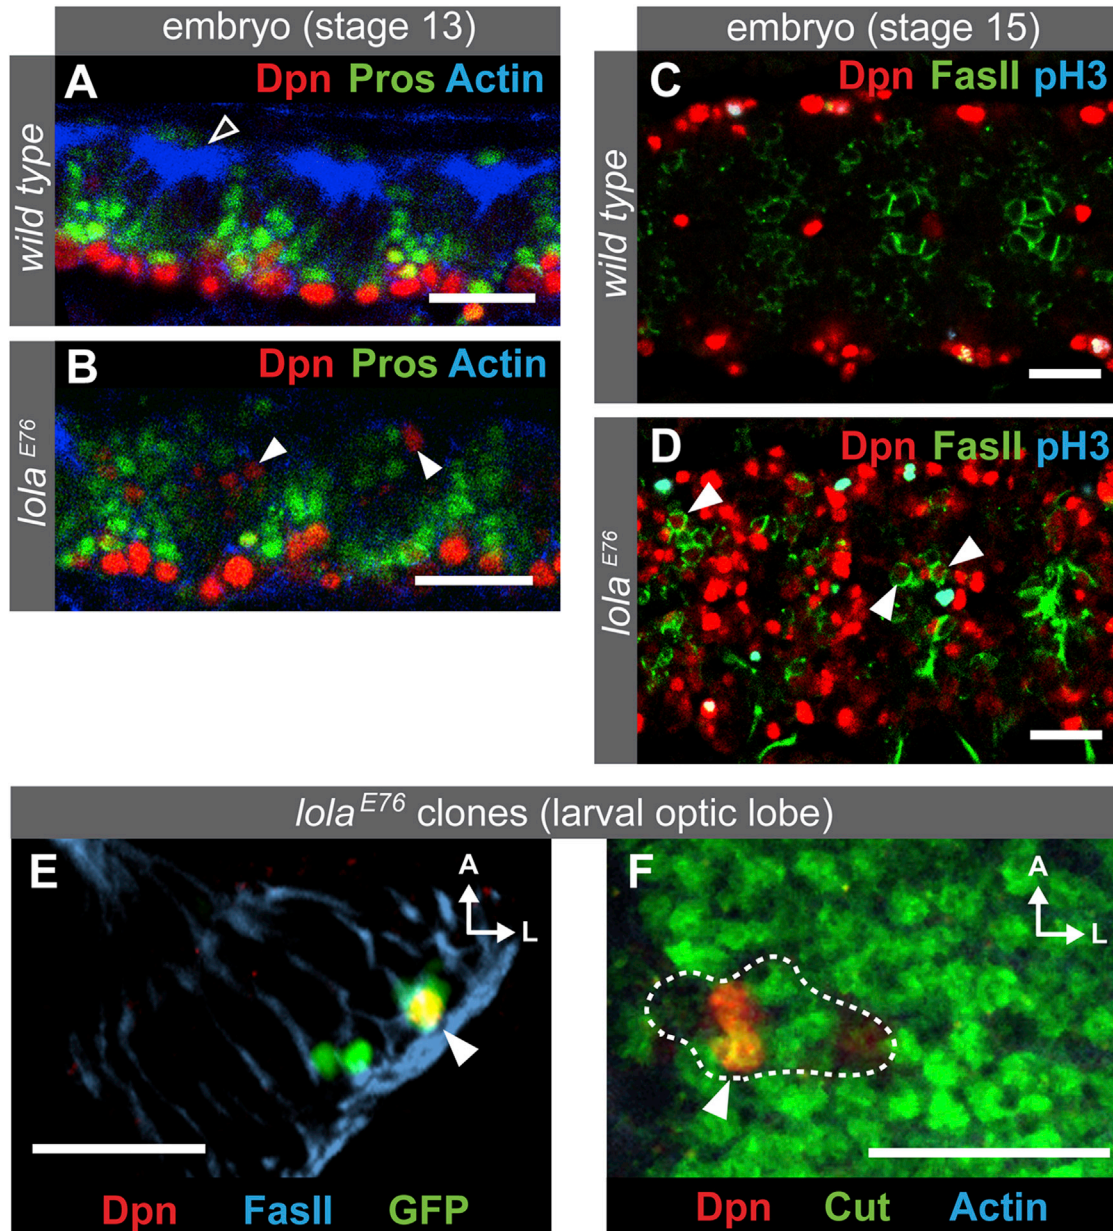 embryo (stage 13)
wild type
A
Dpn Pros Actin
lola E76
B
Dpn Pros Actin
embryo (stage 15)
wild type
C
Dpn FasII pH3
lola E76
D
Dpn FasII pH3
lola E76 clones (larval optic lobe)
E
A
L
Dpn FasII GFP
F
A
L
Dpn Cut Actin